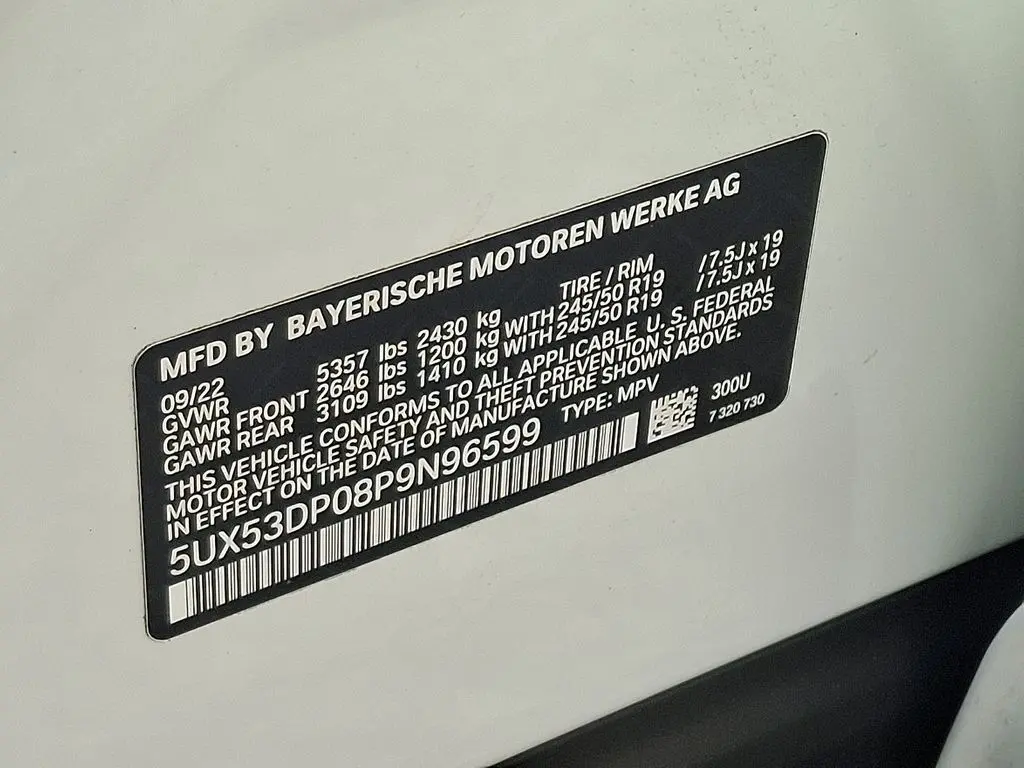 MFD BY BAYERISCHE MOTOREN WERKE AG
09/22 TIRE / RIM
GVWR 5357 lbs 2430 kg
GAWR FRONT 2646 lbs 1200 kg WITH 245/50 R19 /7.5J x 19
GAWR REAR 3109 lbs 1410 kg WITH 245/50 R19 /7.5J x 19
THIS VEHICLE CONFORMS TO ALL APPLICABLE U. S. FEDERAL
MOTOR VEHICLE SAFETY AND THEFT PREVENTION STANDARDS
IN EFFECT ON THE DATE OF MANUFACTURE SHOWN ABOVE.
5UX53DP08P9N96599 TYPE: MPV 300U
7 320 730